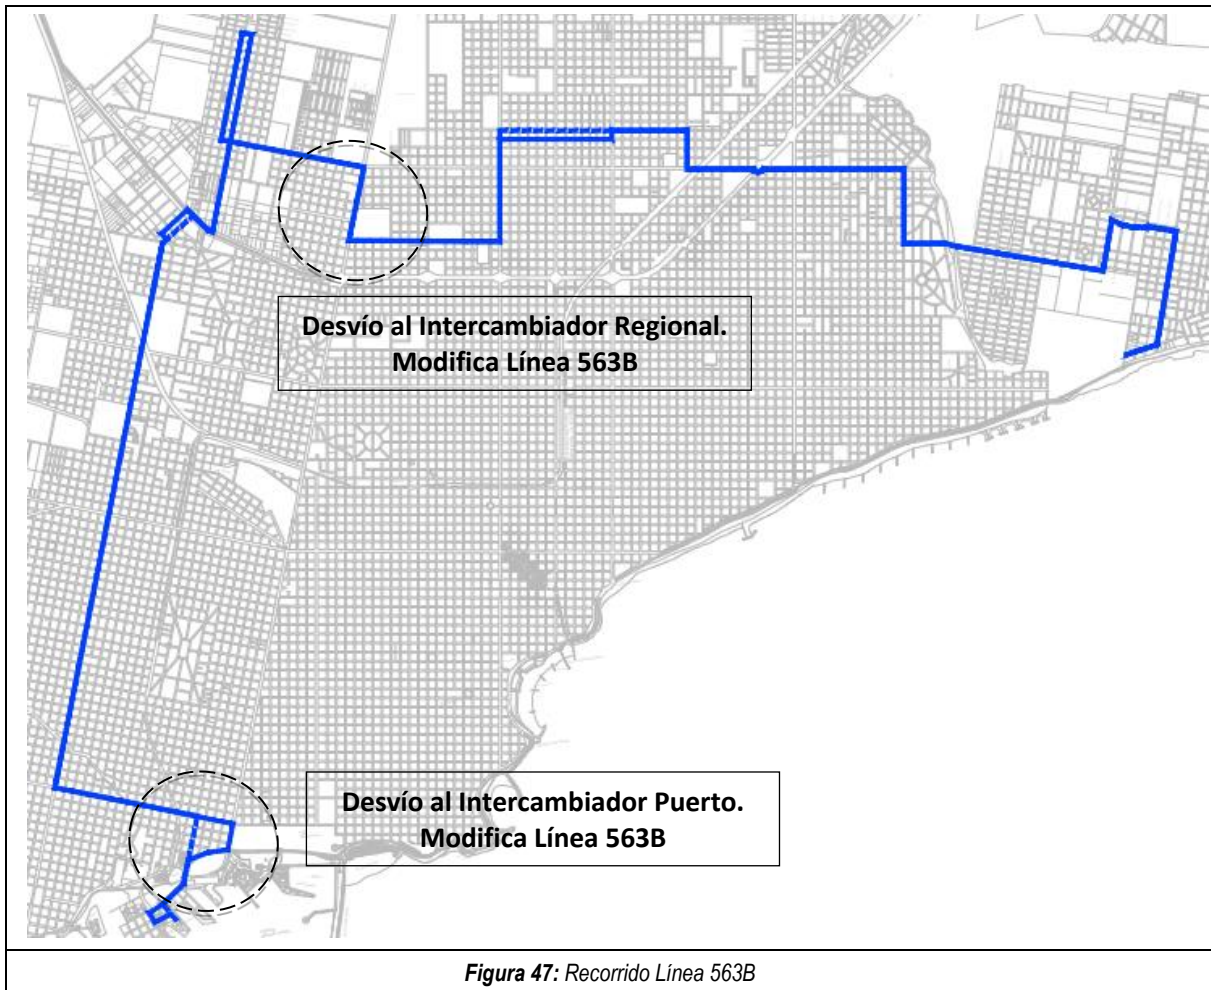 Desvío al Intercambiador Regional.
Modifica Línea 563B
Desvío al Intercambiador Puerto.
Modifica Línea 563B
Figura 47: Recorrido Línea 563B